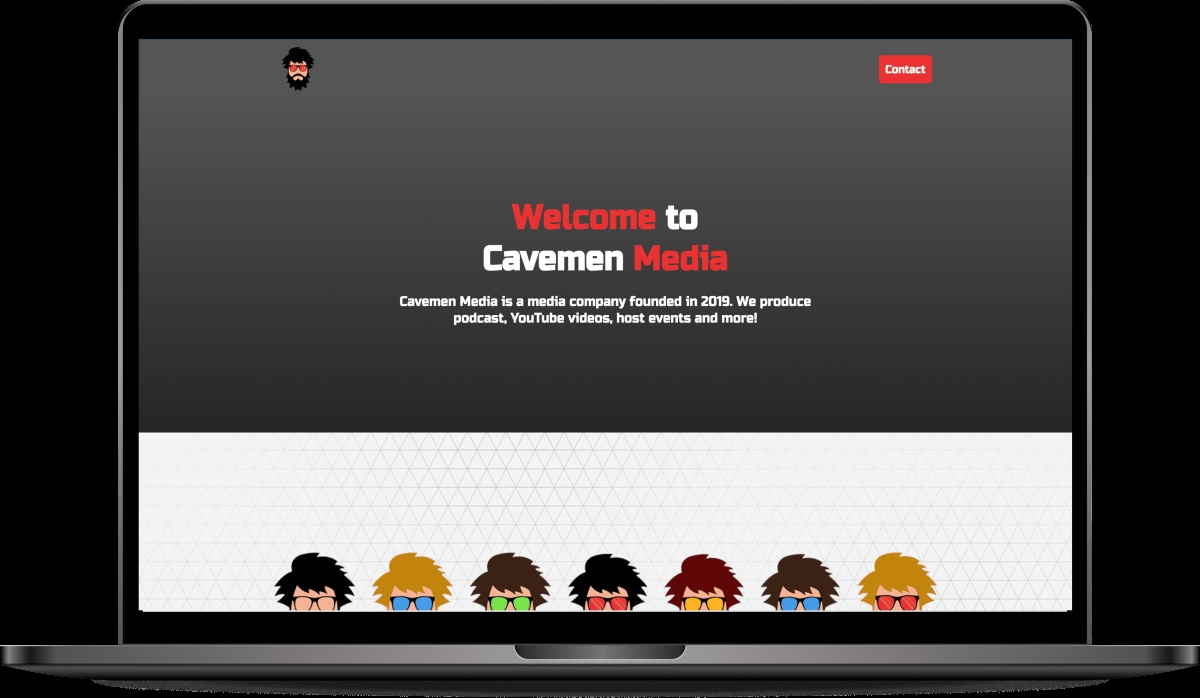 Contact
Welcome to
Cavemen Media
Cavemen Media is a media company founded in 2019. We produce
podcast, YouTube videos, host events and more!